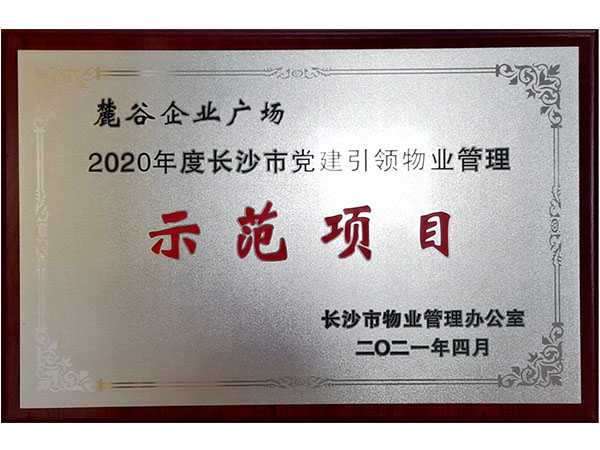 麓谷企业广场
2020年度长沙市党建引领物业管理
示范项目
长沙市物业管理办公室
二〇二一年四月